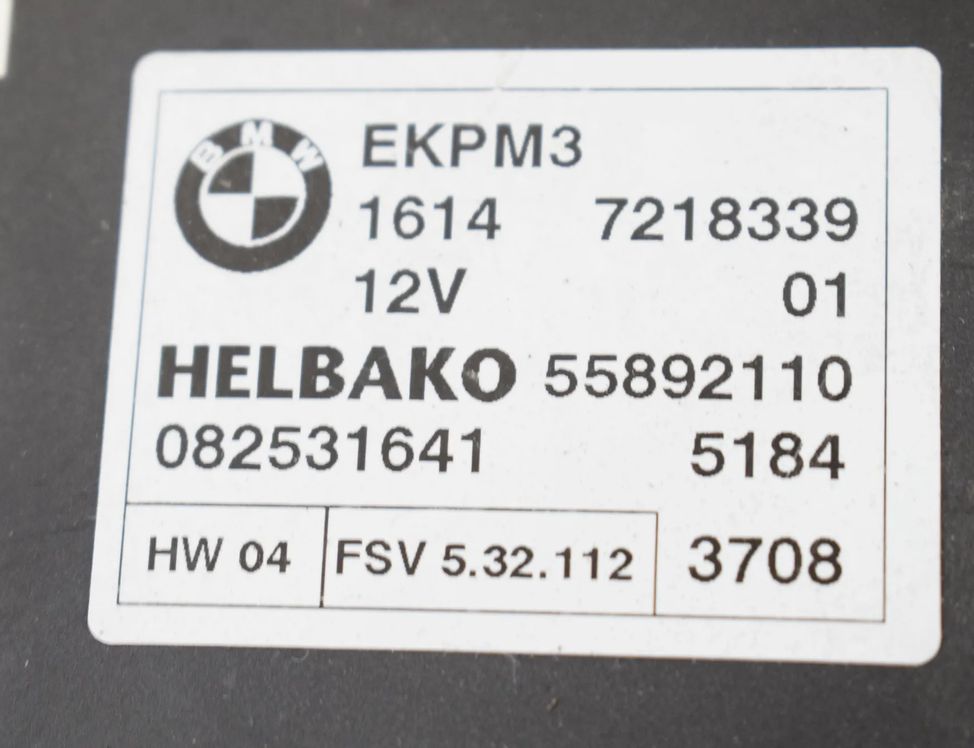 BMW
EKPM3
1614 7218339
12V 01
HELBAKO 55892110
082531641 5184
HW 04 FSV 5.32.112 3708